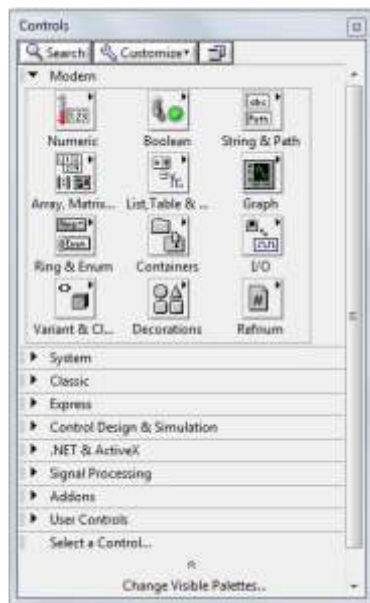 Controls
Search Customize
Modern
Numeric Boolean String & Path
Array, Matrix... List, Table & ... Graph
Ring & Enum Containers I/O
Variant & Cl... Decorations Refnum
System
Classic
Express
Control Design & Simulation
.NET & ActiveX
Signal Processing
Addons
User Controls
Select a Control...
Change Visible Palettes...